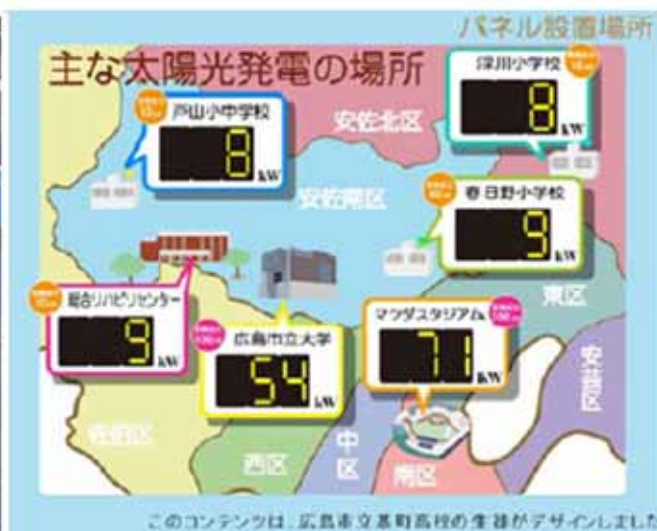 パネル設置場所
主な太陽光発電の場所
戸山小中学校
8
kW
深川小学校
8
kW
安佐北区
安佐南区
春日野小学校
9
kW
東区
総合リハビリセンター
9
kW
広島市立大学
54
kW
マツダスタジアム
71
kW
安芸区
佐伯区
西区
中区
南区
このコンテンツは、広島市立基町高校の生徒がデザインしました